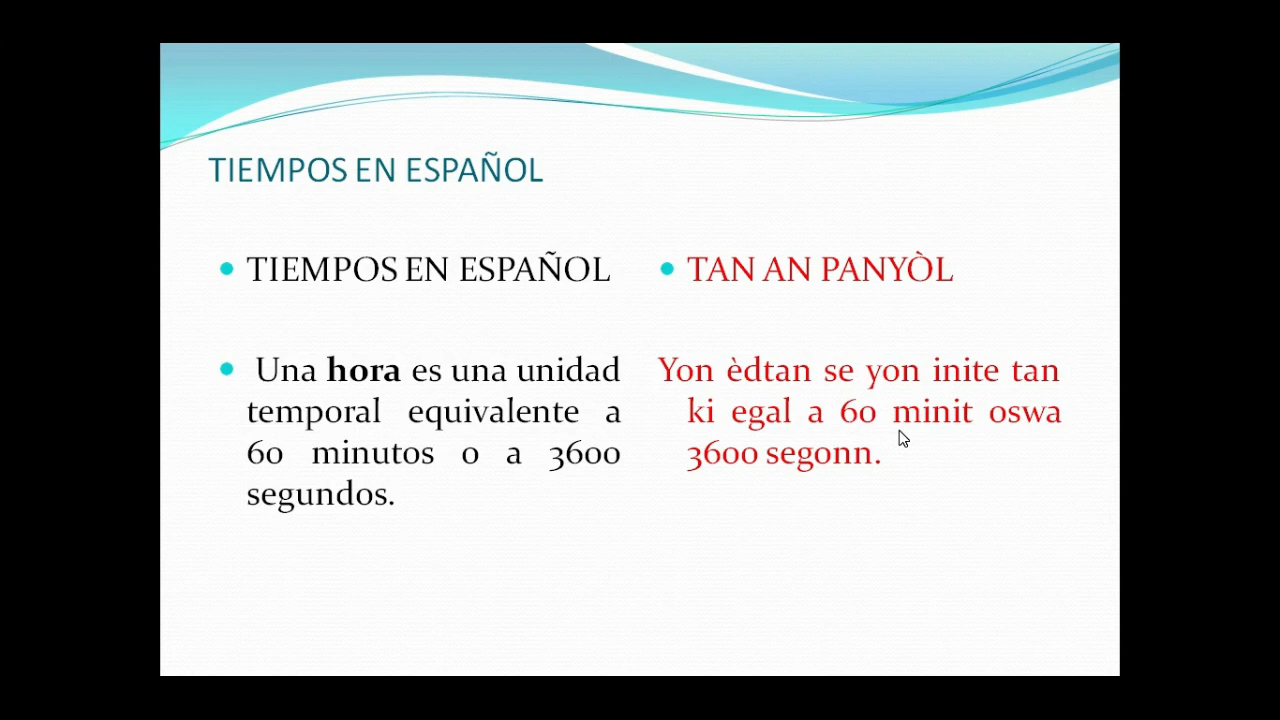 TIEMPOS EN ESPAÑOL
TIEMPOS EN ESPAÑOL
Una hora es una unidad
temporal equivalente a
60 minutos o a 3600
segundos.
TAN AN PANYÒL
Yon èdtan se yon inite tan
ki egal a 60 minit oswa
3600 segonn.